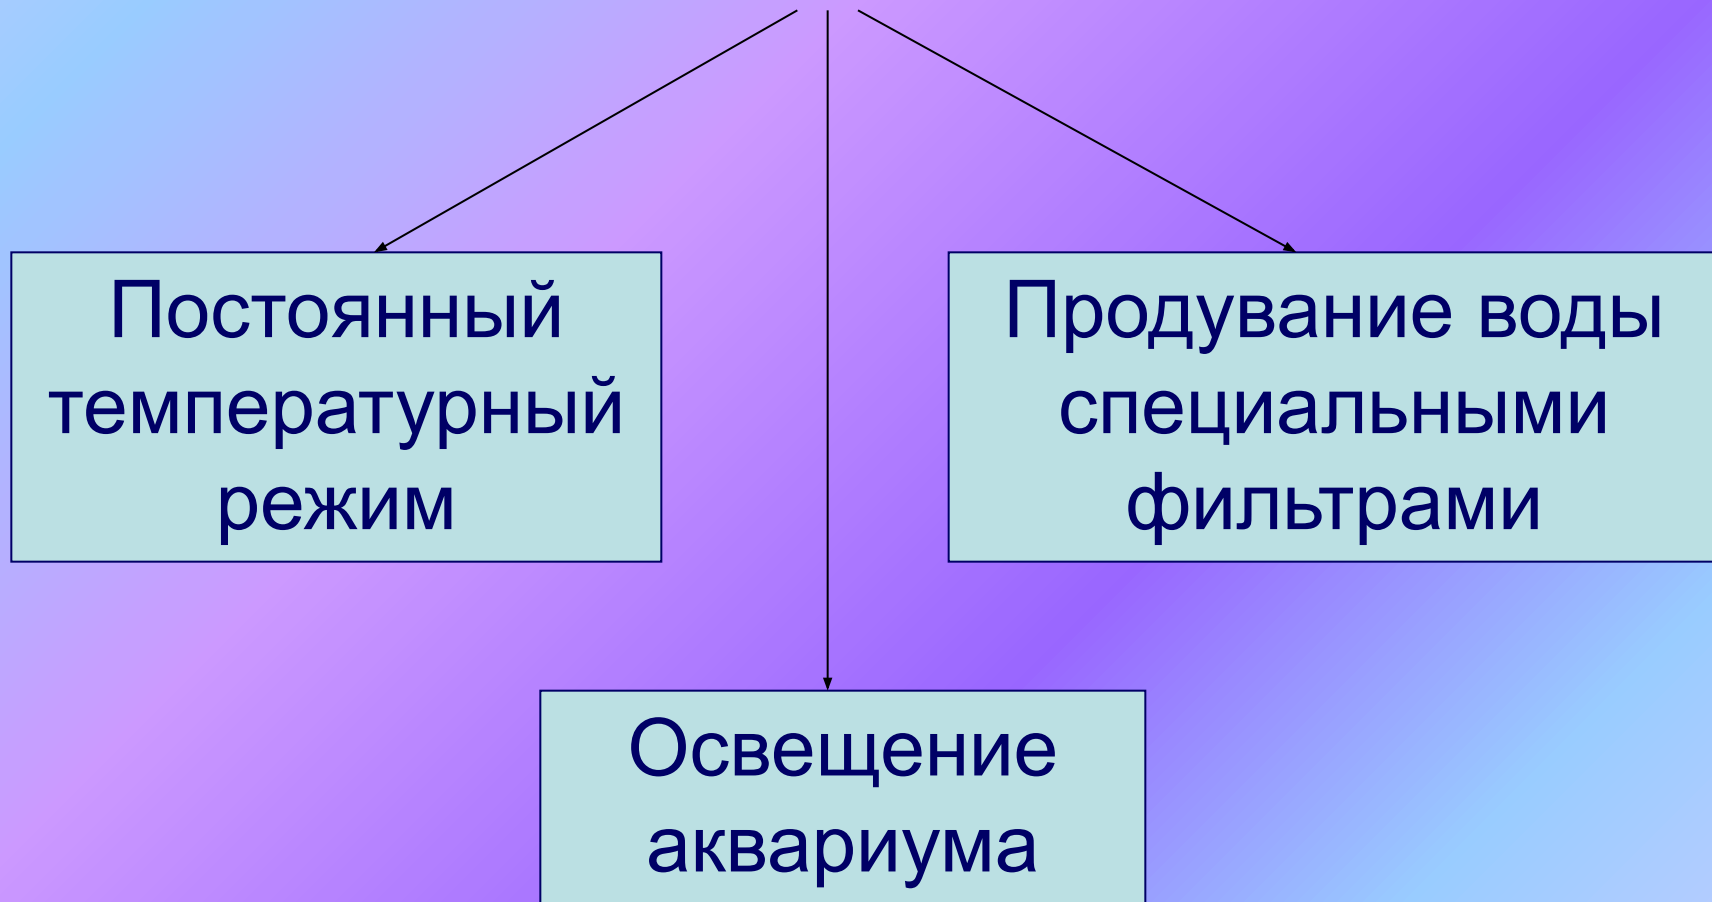 Постоянный
температурный
режим
Продувание воды
специальными
фильтрами
Освещение
аквариума